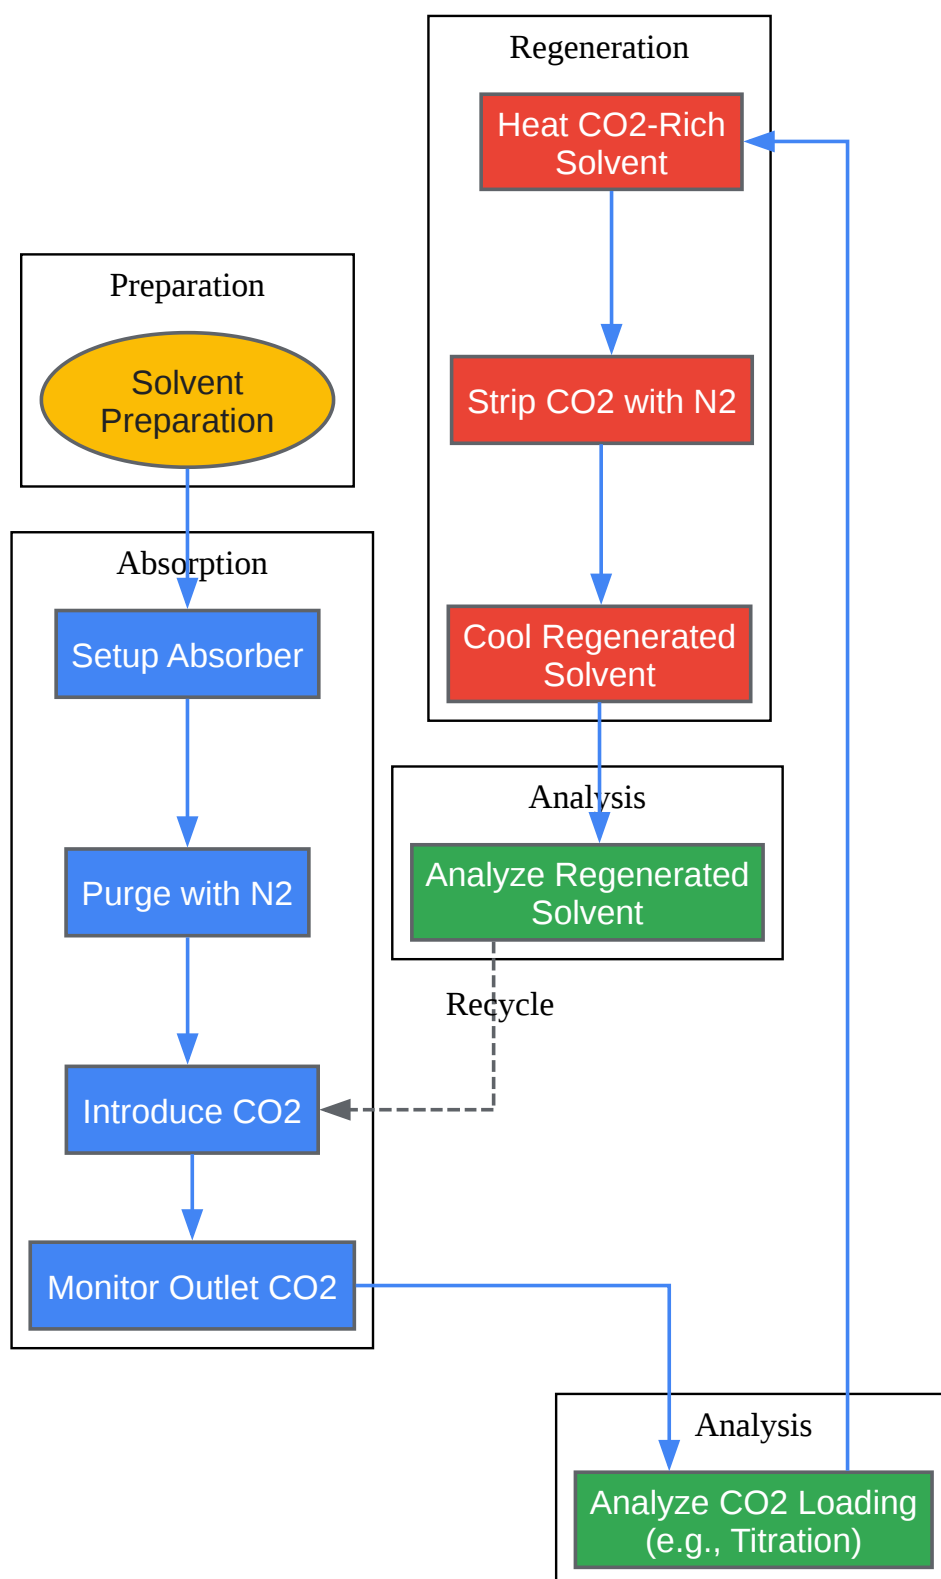 Regeneration
Heat CO2-Rich
Solvent
Strip CO2 with N2
Cool Regenerated
Solvent
Preparation
Solvent
Preparation
Absorption
Setup Absorber
Purge with N2
Introduce CO2
Monitor Outlet CO2
Analysis
Analyze Regenerated
Solvent
Recycle
Analysis
Analyze CO2 Loading
(e.g., Titration)